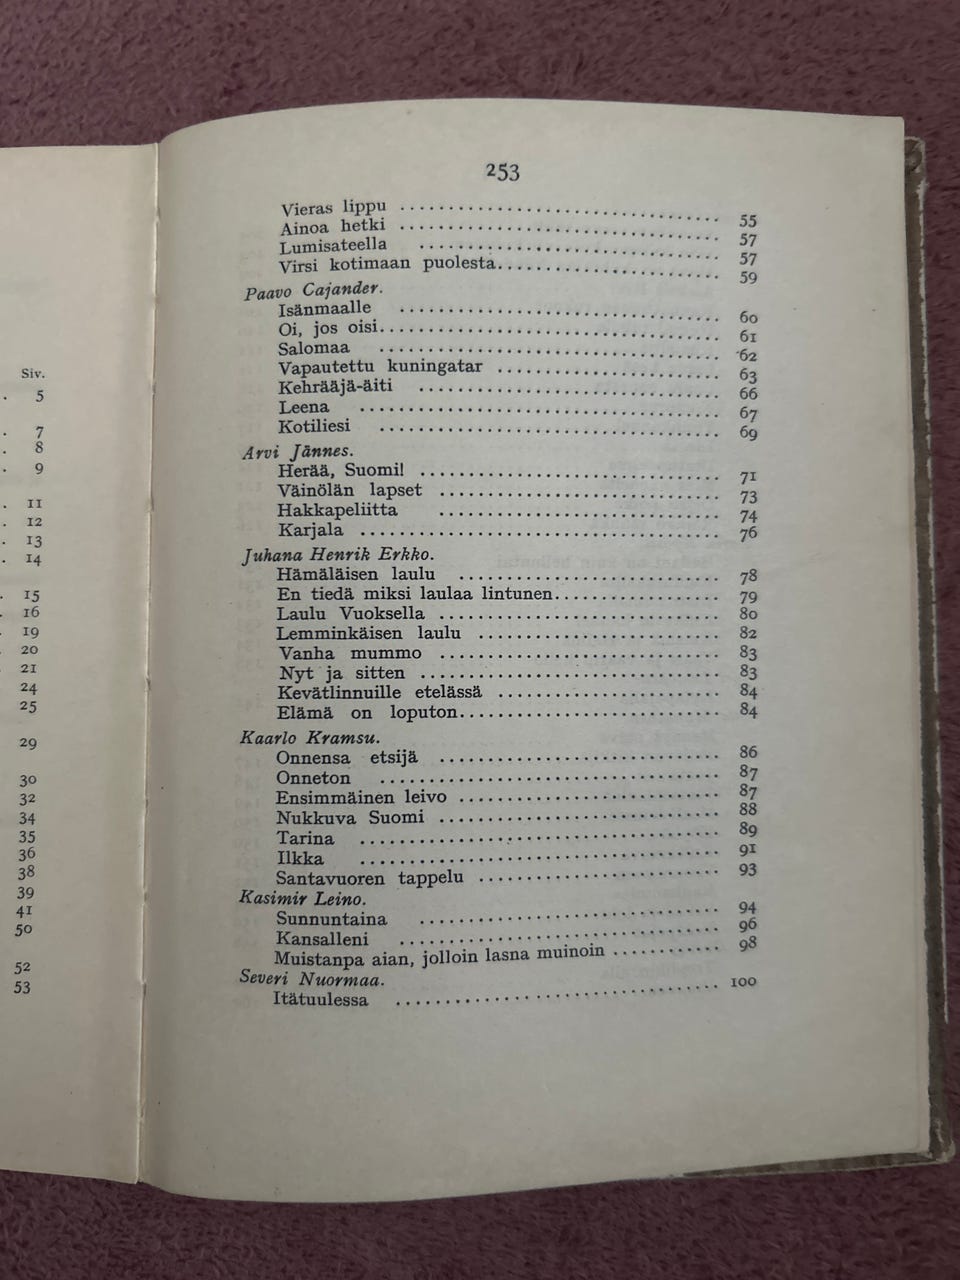 Siv.
. 5
. 7
. 8
. 9
. 11
. 12
. 13
. 14
. 15
. 16
. 19
. 20
. 21
24
25
29
30
32
34
35
36
38
39
41
50
52
53
253
Vieras lippu ........................ 55
Ainoa hetki ........................ 57
Lumisateella ........................ 57
Virsi kotimaan puolesta........................ 59
Paavo Cajander.
Isänmaalle ........................ 60
Oi, jos oisi........................ 61
Salomaa ........................ 62
Vapautettu kuningatar ........................ 63
Kehrääjä-äiti ........................ 66
Leena ........................ 67
Kotiliesi ........................ 69
Arvi Jännes.
Herää, Suomi! ........................ 71
Väinölän lapset ........................ 73
Hakkapeliitta ........................ 74
Karjala ........................ 76
Juhana Henrik Erkko.
Hämäläisen laulu ........................ 78
En tiedä miksi laulaa lintunen........................ 79
Laulu Vuoksella ........................ 80
Lemminkäisen laulu ........................ 82
Vanha mummo ........................ 83
Nyt ja sitten ........................ 83
Kevätlinnuille etelässä ........................ 84
Elämä on loputon........................ 84
Kaarlo Kramsu.
Onnensa etsijä ........................ 86
Onneton ........................ 87
Ensimmäinen leivo ........................ 87
Nukkuva Suomi ........................ 88
Tarina ........................ 89
Ilkka ........................ 91
Santavuoren tappelu ........................ 93
Kasimir Leino.
Sunnuntaina ........................ 94
Kansalleni ........................ 96
Muistanpa aian, jolloin lasna muinoin ........... 98
Severi Nuormaa.
Itätuulessa ........................ 100